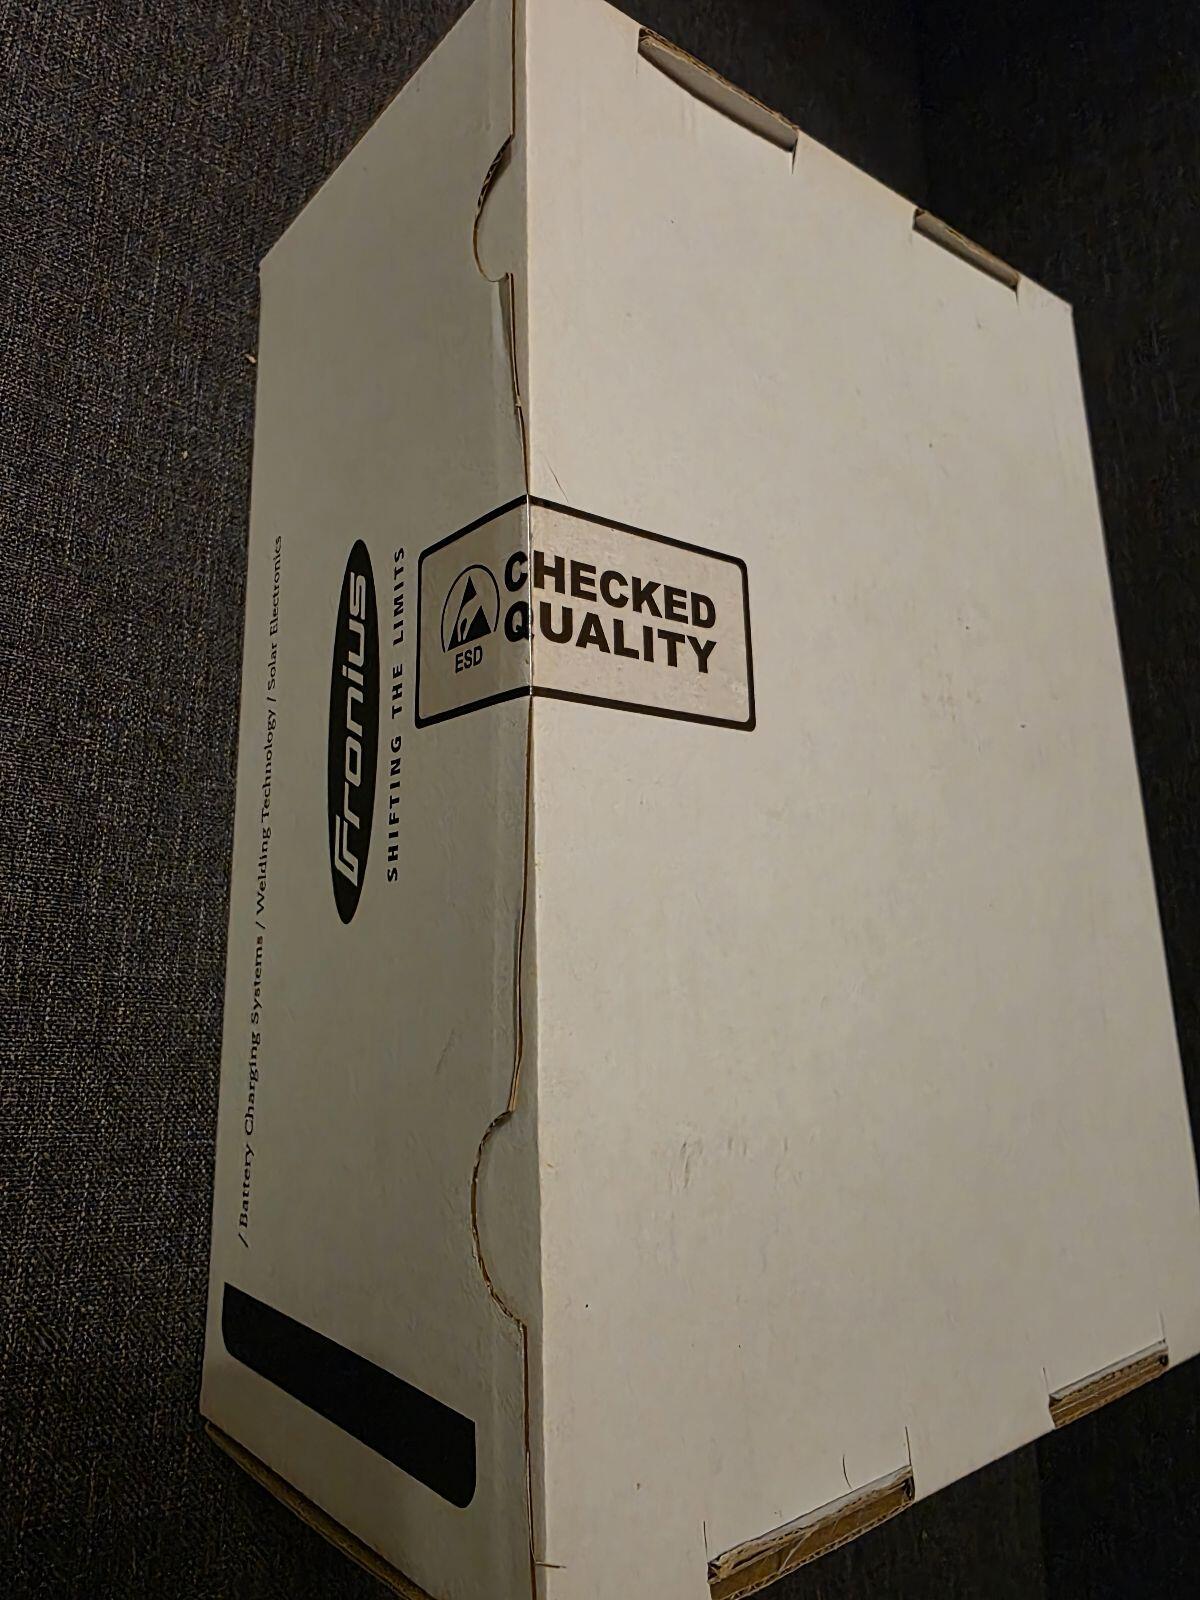 / Battery Charging Systems / Welding Technology / Solar Electronics
Fronius
SHIFTING THE LIMITS
ESD
CHECKED
QUALITY